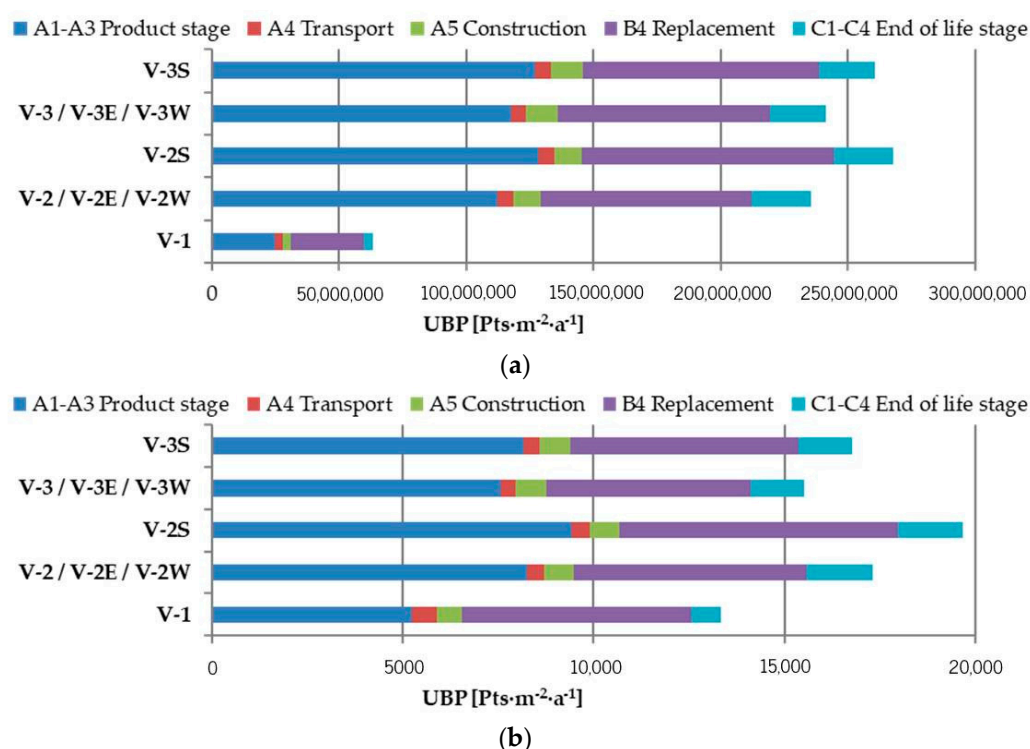 A1-A3 Product stage A4 Transport A5 Construction B4 Replacement C1-C4 End of life stage
V-3S
V-3 / V-3E / V-3W
V-2S
V-2 / V-2E / V-2W
V-1
0 50,000,000 100,000,000 150,000,000 200,000,000 250,000,000 300,000,000
UBP [Pts·m-2·a-1]
(a)
A1-A3 Product stage A4 Transport A5 Construction B4 Replacement C1-C4 End of life stage
V-3S
V-3 / V-3E / V-3W
V-2S
V-2 / V-2E / V-2W
V-1
0 5000 10,000 15,000 20,000
UBP [Pts·m-2·a-1]
(b)